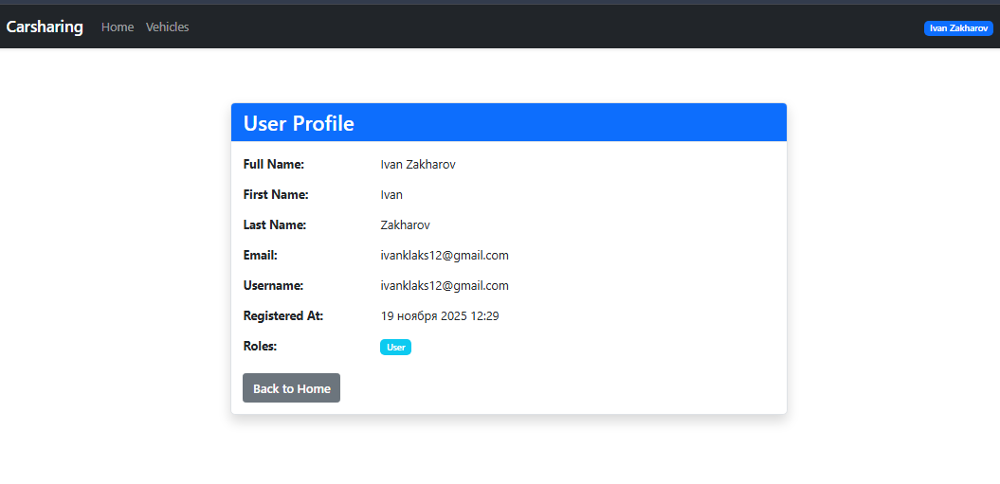 Carsharing Home Vehicles Ivan Zakharov
User Profile
Full Name: Ivan Zakharov
First Name: Ivan
Last Name: Zakharov
Email: ivanklaks12@gmail.com
Username: ivanklaks12@gmail.com
Registered At: 19 ноября 2025 12:29
Roles: User
Back to Home